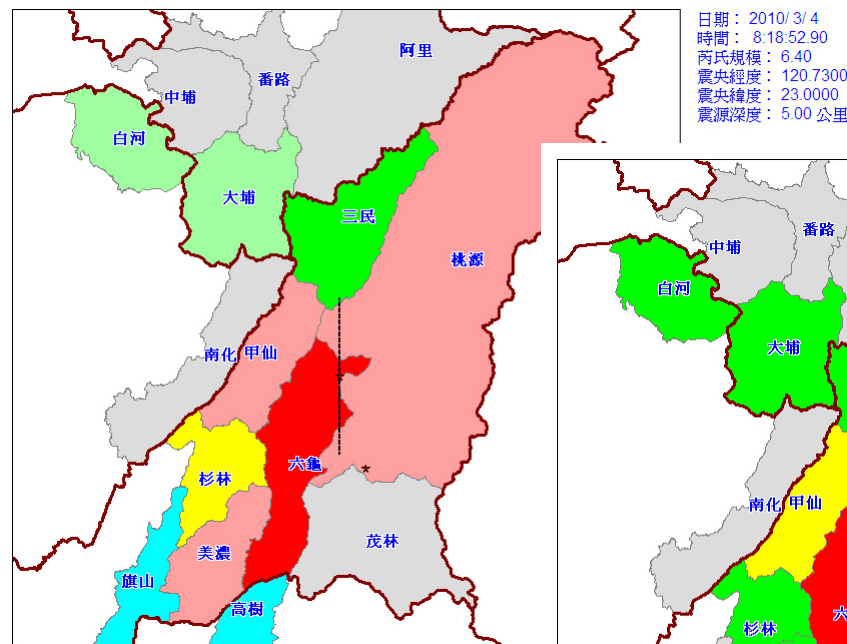 日期： 2010/ 3/ 4
時間： 8:18:52.90
芮氏規模： 6.40
震央經度： 120.7300
震央緯度： 23.0000
震源深度： 5.00 公里
阿里
番路
中埔
白河
大埔
三民
桃源
南化
甲仙
杉林
六龜
美濃
茂林
旗山
高樹
番路
中埔
白河
大埔
甲仙
南化
六
杉林